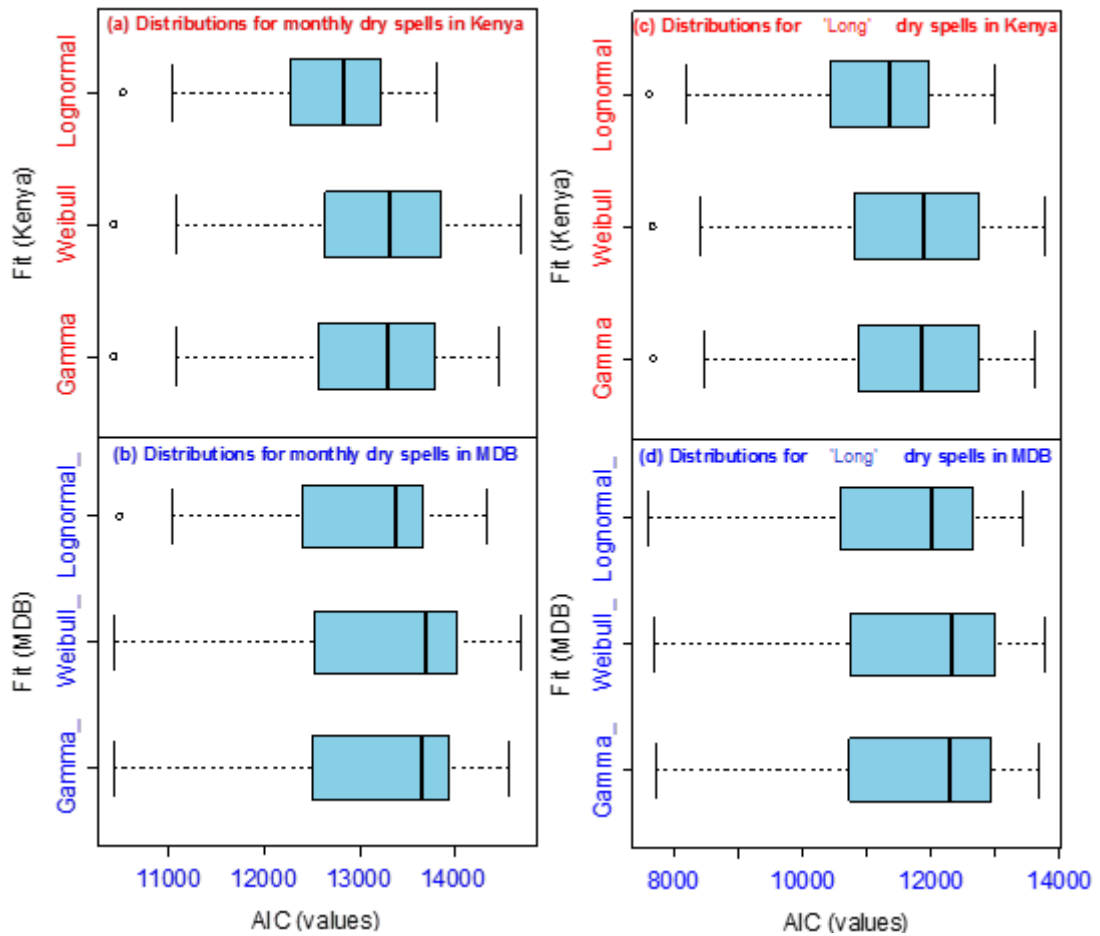 (a) Distributions for monthly dry spells in Kenya
Fit (Kenya)
Lognormal
Weibull
Gamma
(b) Distributions for monthly dry spells in MDB
Fit (MDB)
Lognormal_
Weibull_
Gamma_
11000 12000 13000 14000
AIC (values)
(c) Distributions for 'Long' dry spells in Kenya
Fit (Kenya)
Lognormal
Weibull
Gamma
(d) Distributions for 'Long' dry spells in MDB
Fit (MDB)
Lognormal_
Weibull_
Gamma_
8000 10000 12000 14000
AIC (values)